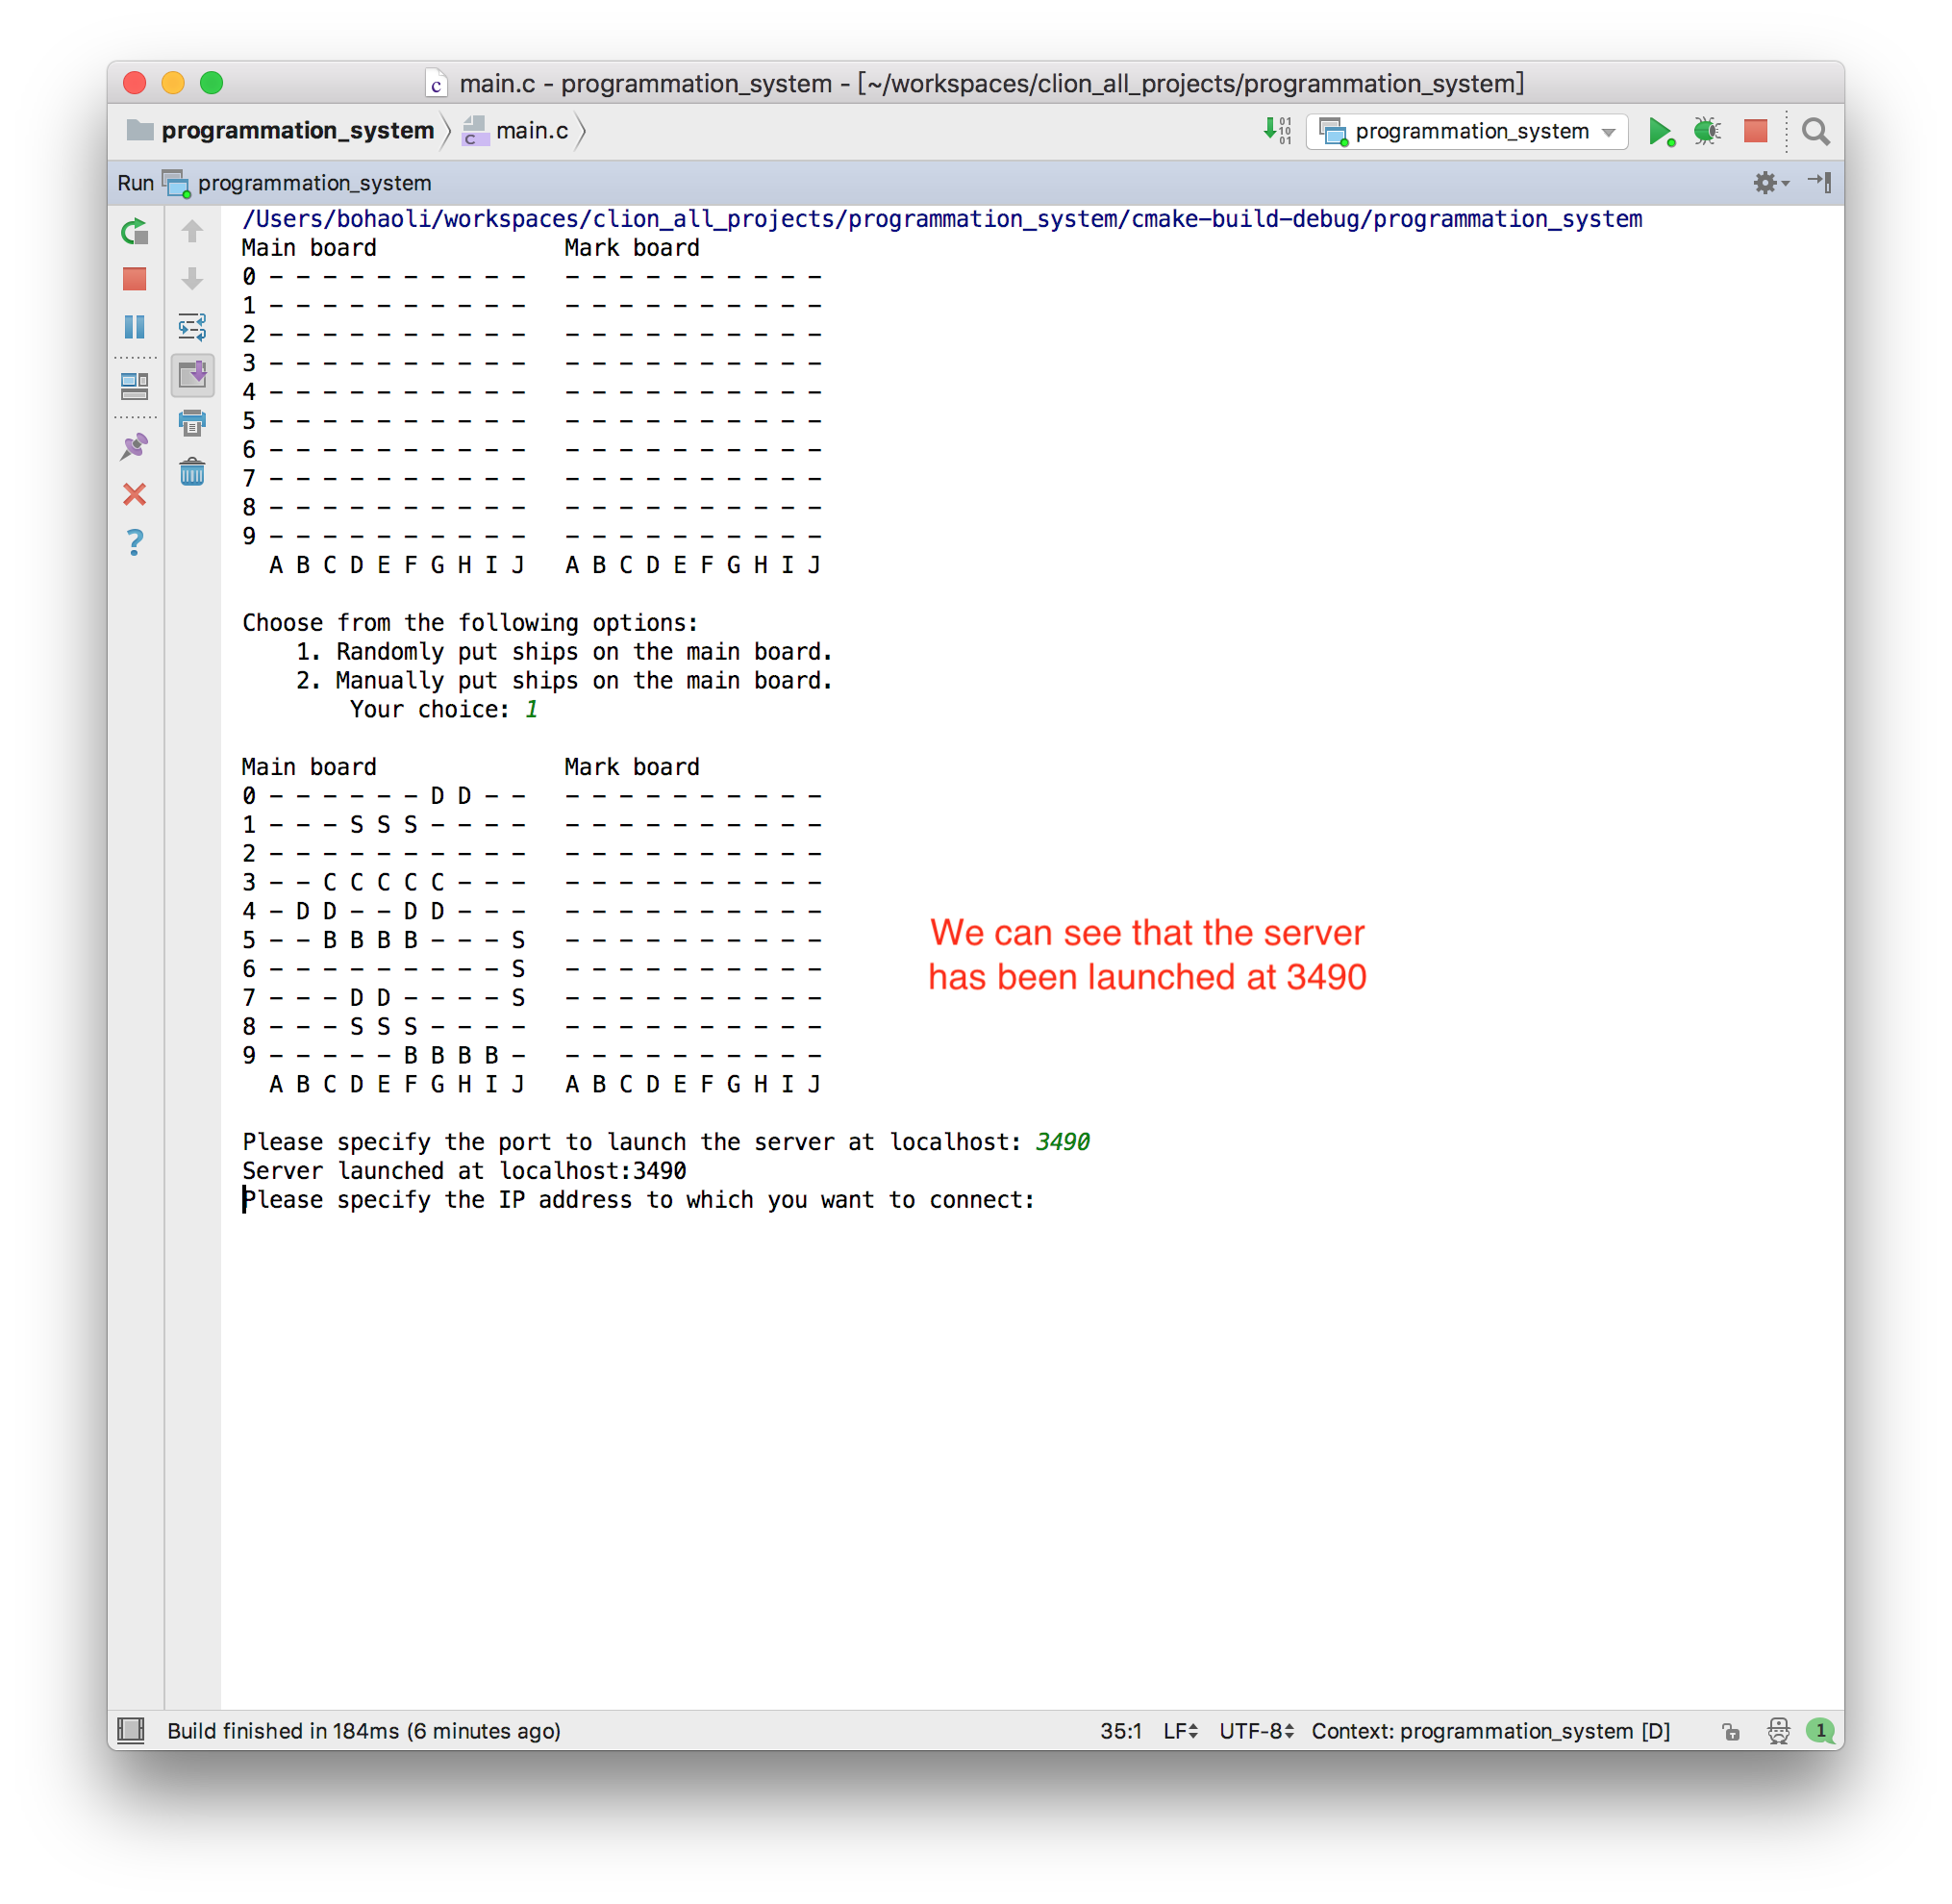 main.c - programmation_system - [~/workspaces/clion_all_projects/programmation_system]
programmation_system main.c programmation_system
Run programmation_system
/Users/bohaoli/workspaces/clion_all_projects/programmation_system/cmake-build-debug/programmation_system
Main board              Mark board
0 - - - - - - - - - -   - - - - - - - - - -
1 - - - - - - - - - -   - - - - - - - - - -
2 - - - - - - - - - -   - - - - - - - - - -
3 - - - - - - - - - -   - - - - - - - - - -
4 - - - - - - - - - -   - - - - - - - - - -
5 - - - - - - - - - -   - - - - - - - - - -
6 - - - - - - - - - -   - - - - - - - - - -
7 - - - - - - - - - -   - - - - - - - - - -
8 - - - - - - - - - -   - - - - - - - - - -
9 - - - - - - - - - -   - - - - - - - - - -
  A B C D E F G H I J   A B C D E F G H I J
Choose from the following options:
    1. Randomly put ships on the main board.
    2. Manually put ships on the main board.
        Your choice: 1
Main board              Mark board
0 - - - - - - D D - -   - - - - - - - - - -
1 - - - S S S - - - -   - - - - - - - - - -
2 - - - - - - - - - -   - - - - - - - - - -
3 - - C C C C C - - -   - - - - - - - - - -
4 - D D - - D D - - -   - - - - - - - - - -
5 - - B B B B - - - S   - - - - - - - - - -
6 - - - - - - - - - S   - - - - - - - - - -
7 - - - D D - - - - S   - - - - - - - - - -
8 - - - S S S - - - -   - - - - - - - - - -
9 - - - - - B B B B -   - - - - - - - - - -
  A B C D E F G H I J   A B C D E F G H I J
We can see that the server
has been launched at 3490
Please specify the port to launch the server at localhost: 3490
Server launched at localhost:3490
Please specify the IP address to which you want to connect:
Build finished in 184ms (6 minutes ago) 35:1 LF UTF-8 Context: programmation_system [D] 1